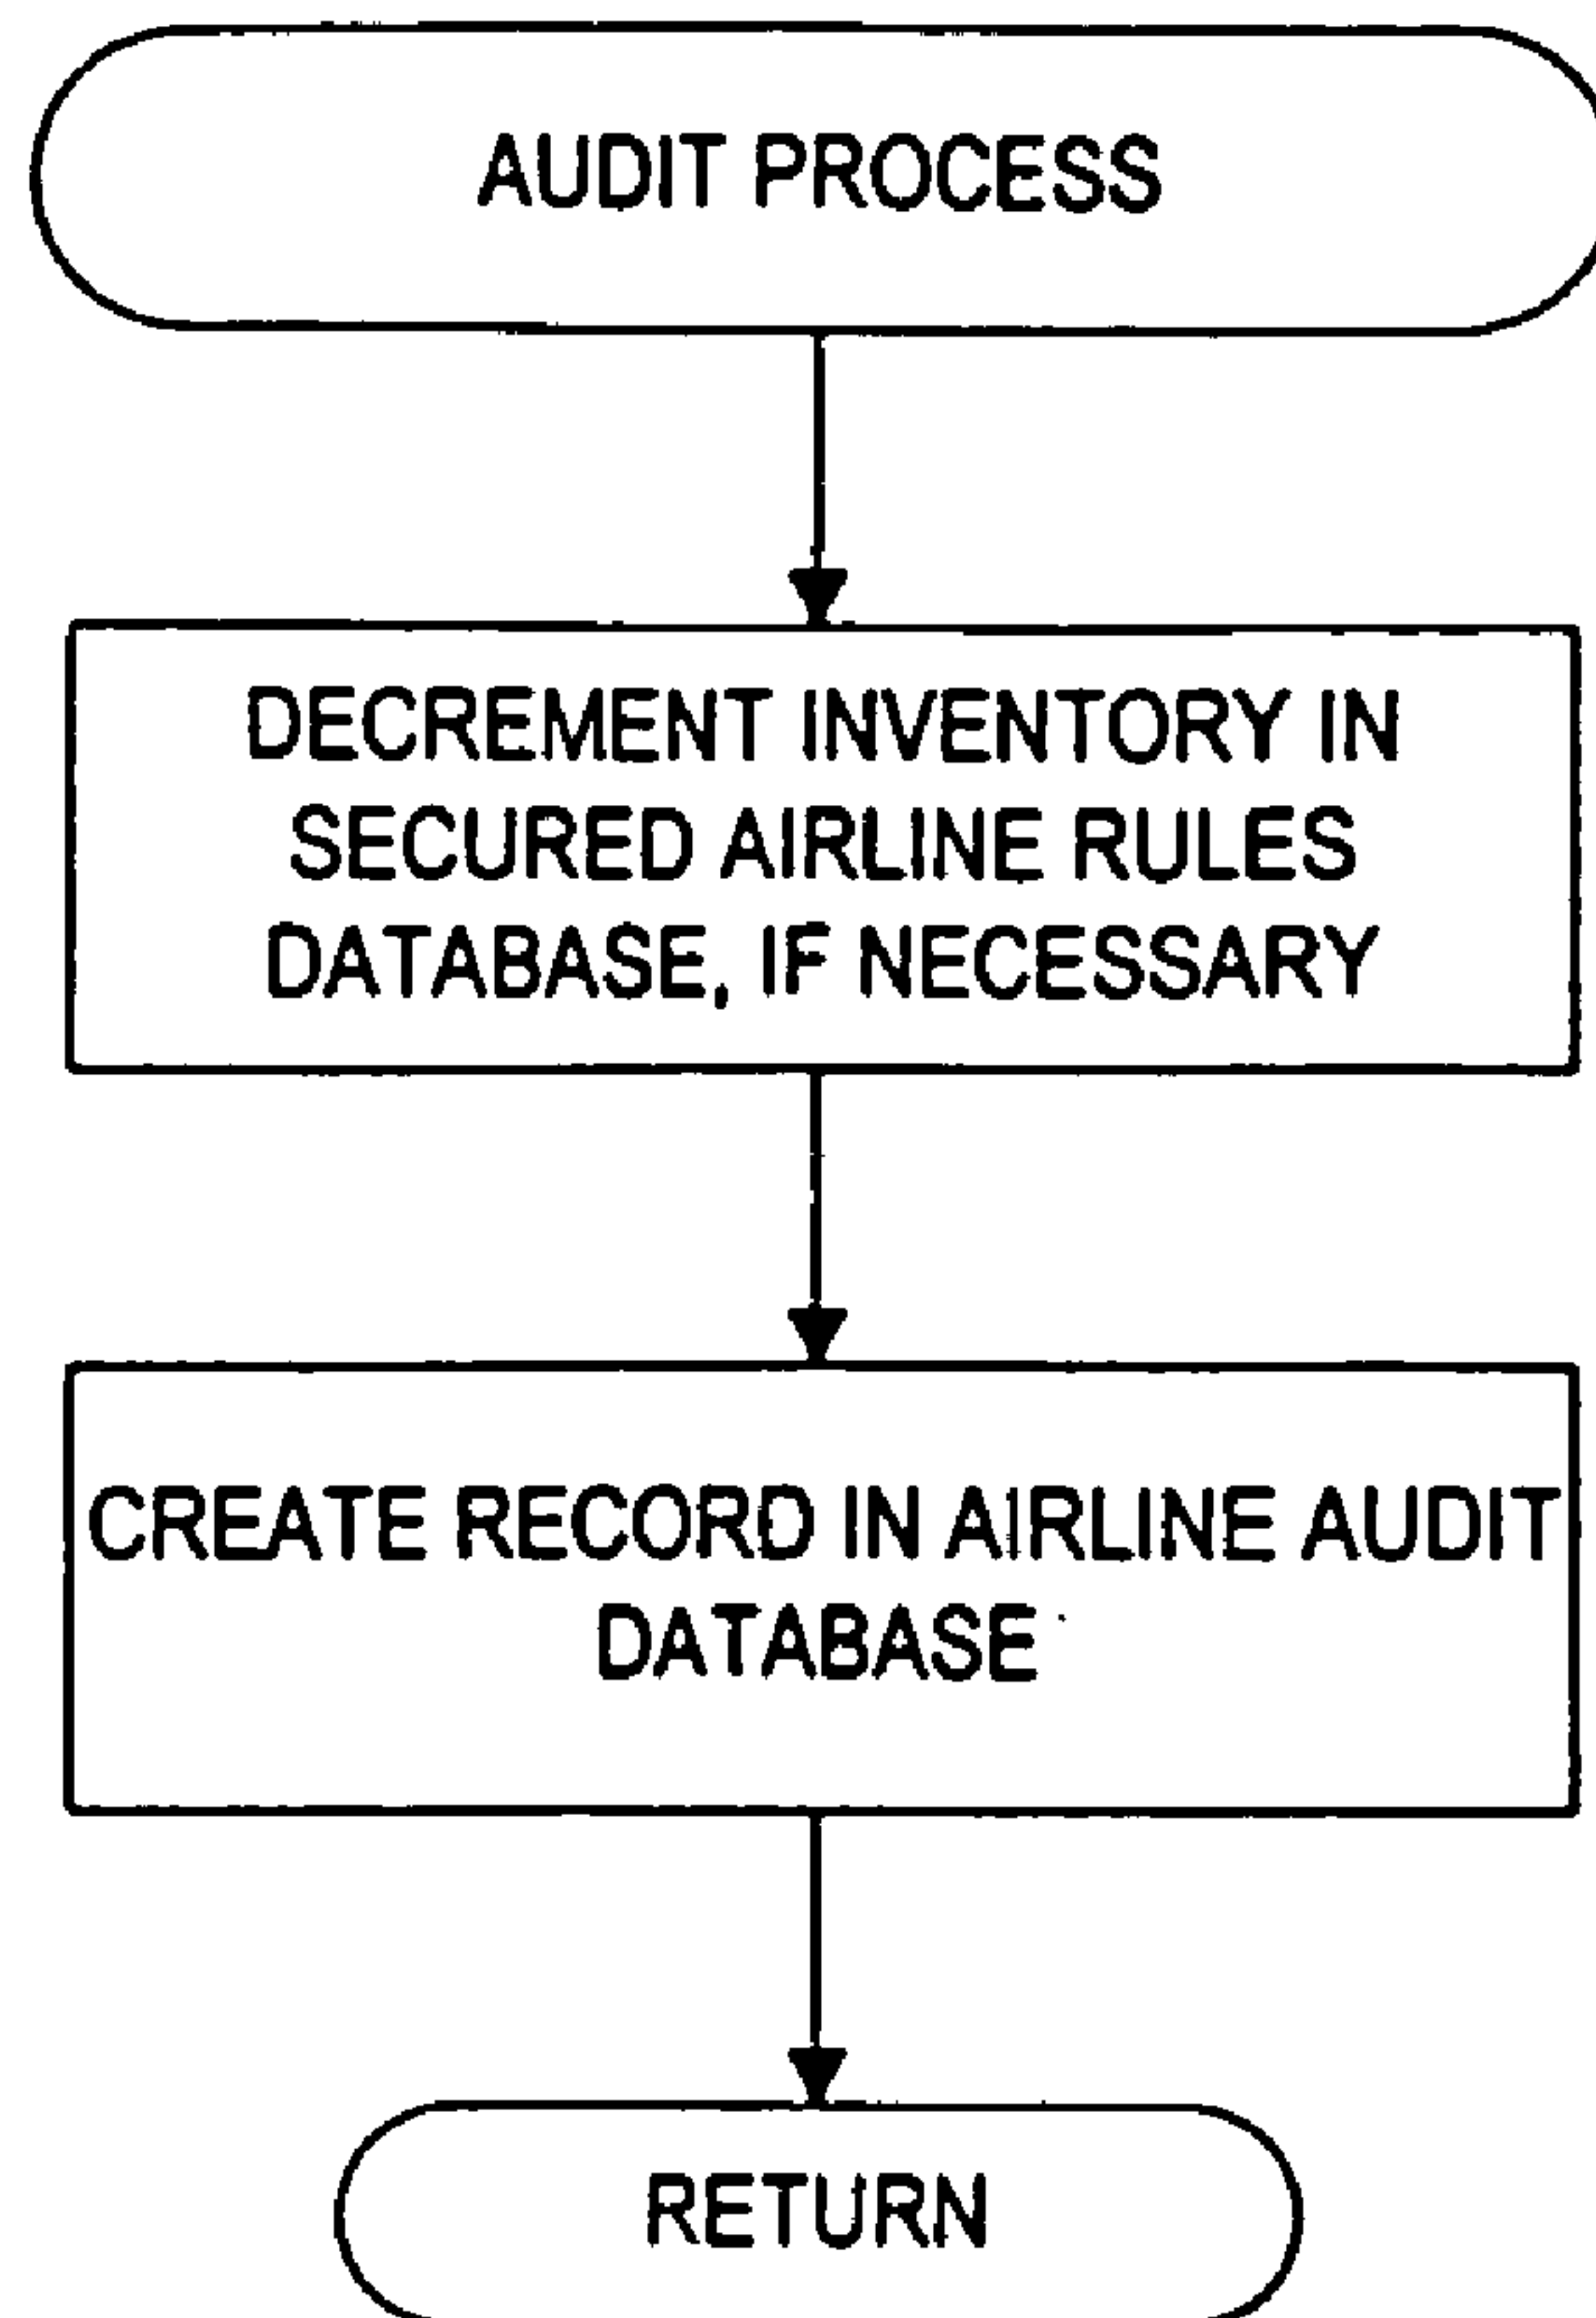 AUDIT PROCESS
DECREMENT INVENTORY IN
SECURED AIRLINE RULES
DATABASE, IF NECESSARY
CREATE RECORD IN AIRLINE AUDIT
DATABASE
RETURN